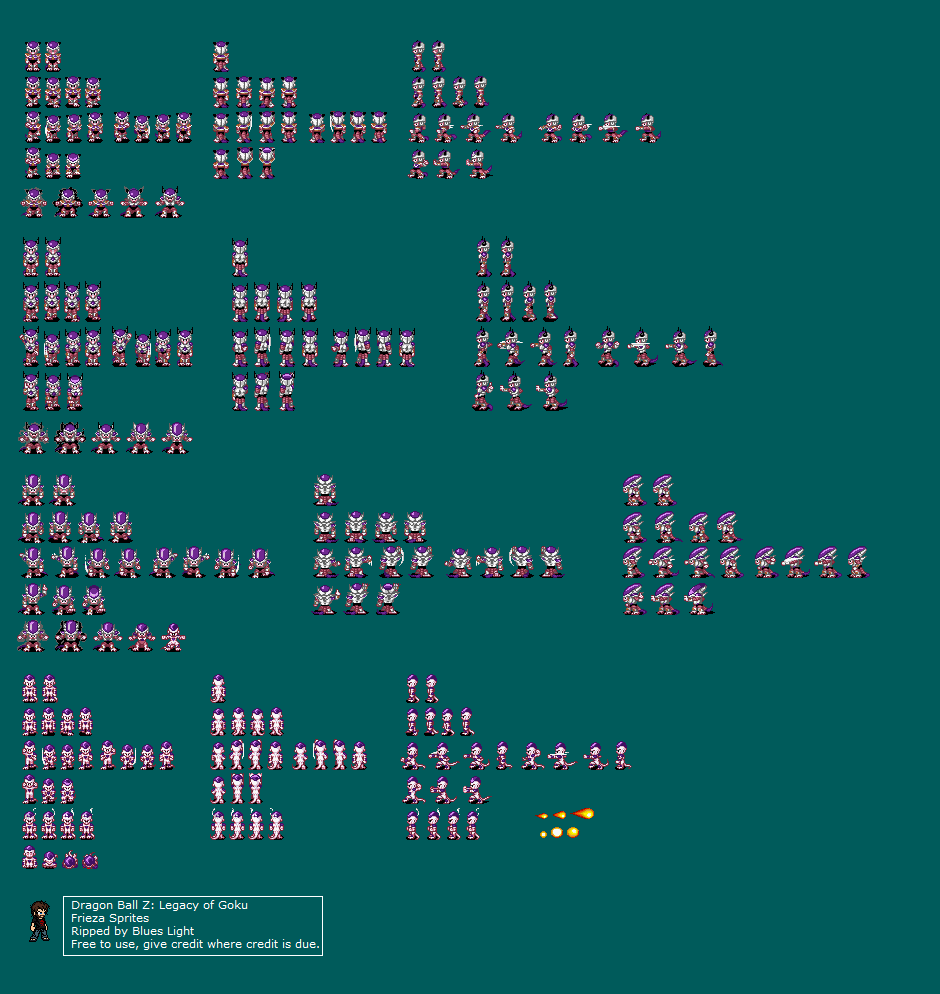 Dragon Ball Z: Legacy of Goku
Frieza Sprites
Ripped by Blues Light
Free to use, give credit where credit is due.